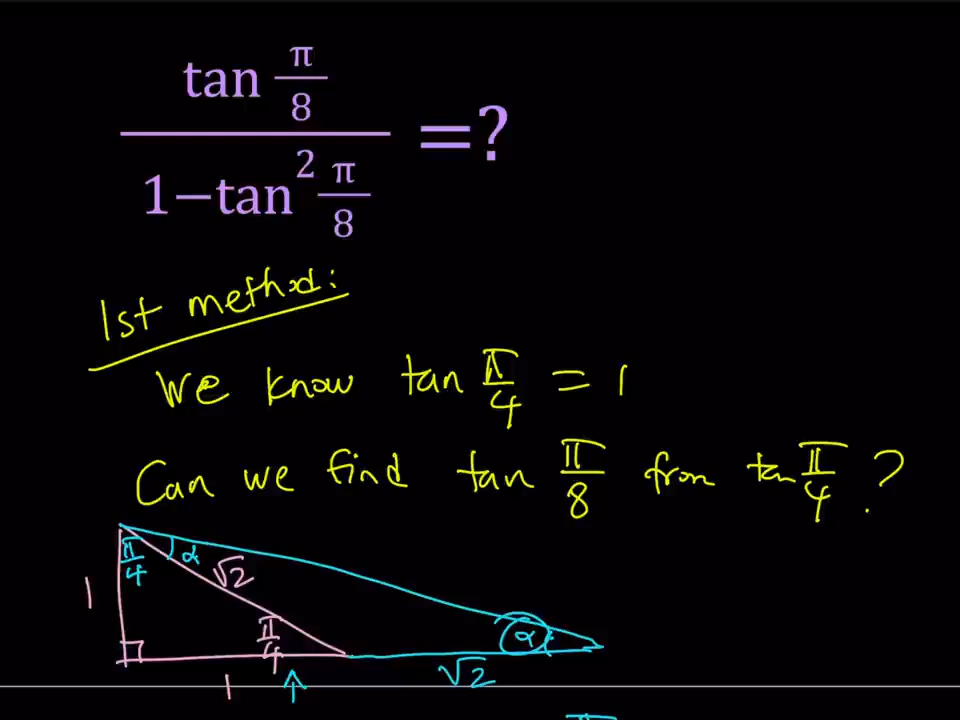 tan π/8
= ?
1−tan² π/8
1st method:
We know tan π/4 = 1
Can we find tan π/8 from tan π/4 ?
π/4 α √2
1
π/4 α
1 √2